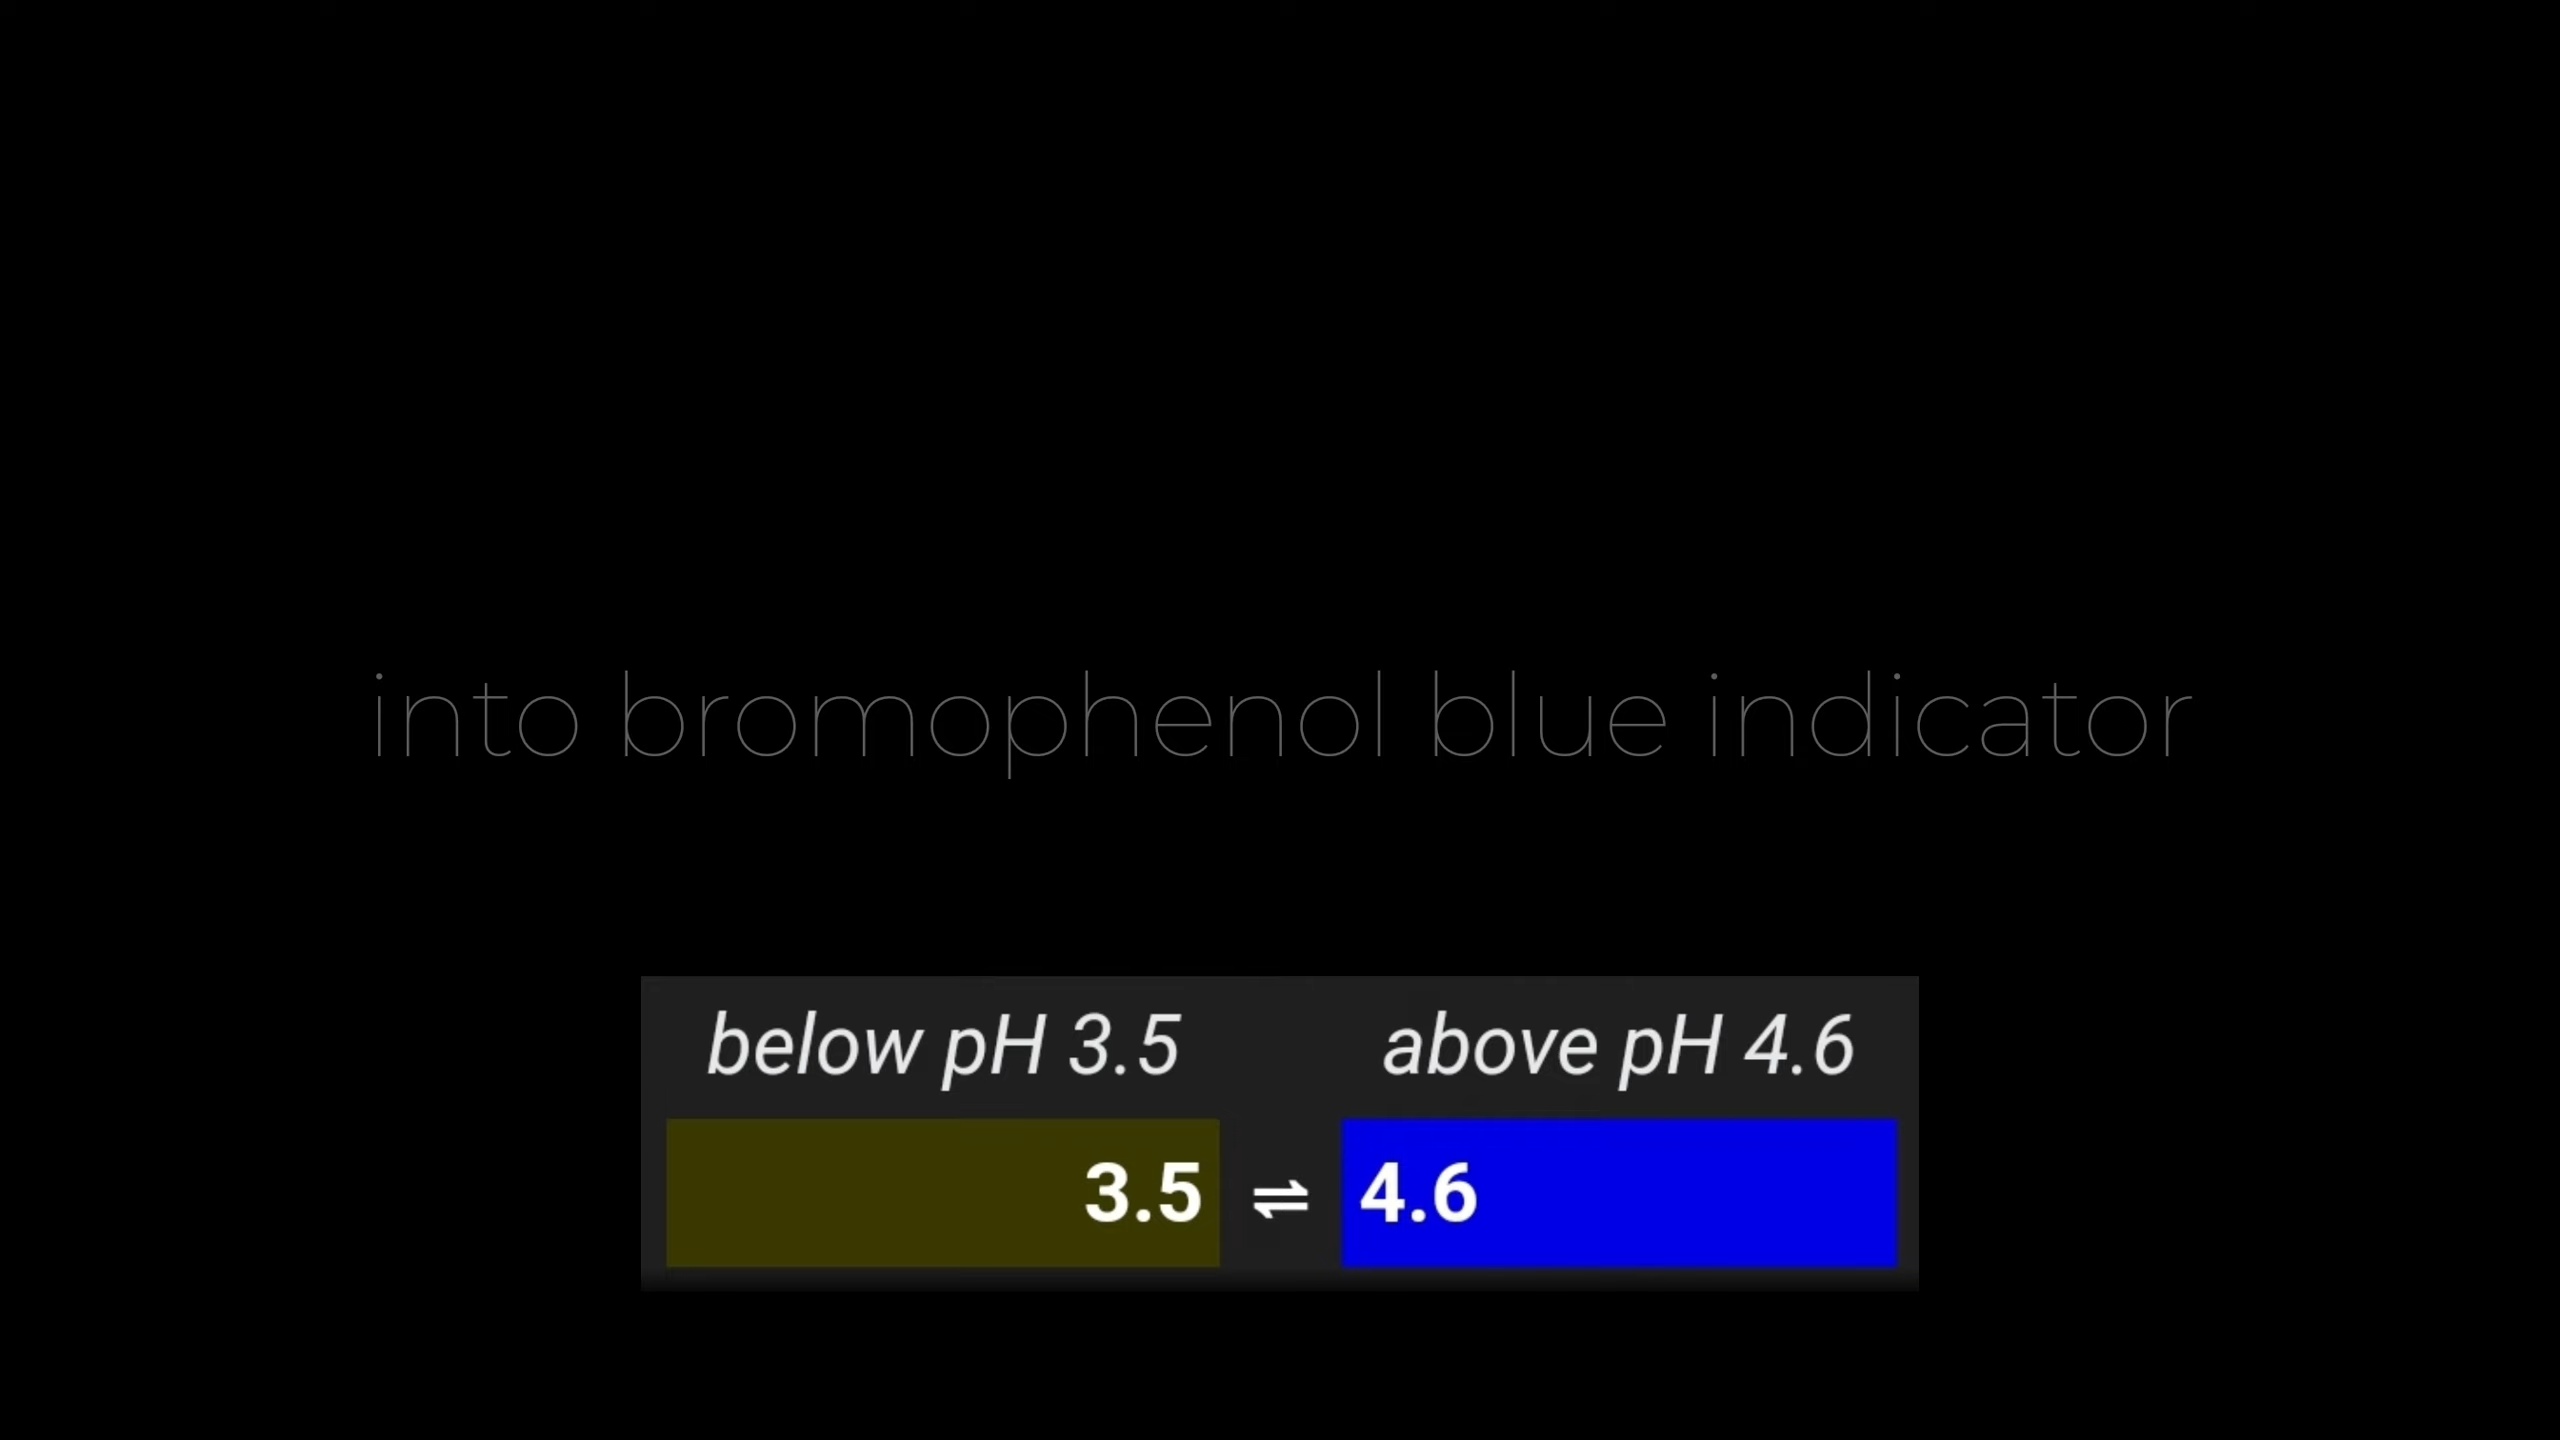 into bromophenol blue indicator
below pH 3.5 above pH 4.6
3.5 ⇌ 4.6